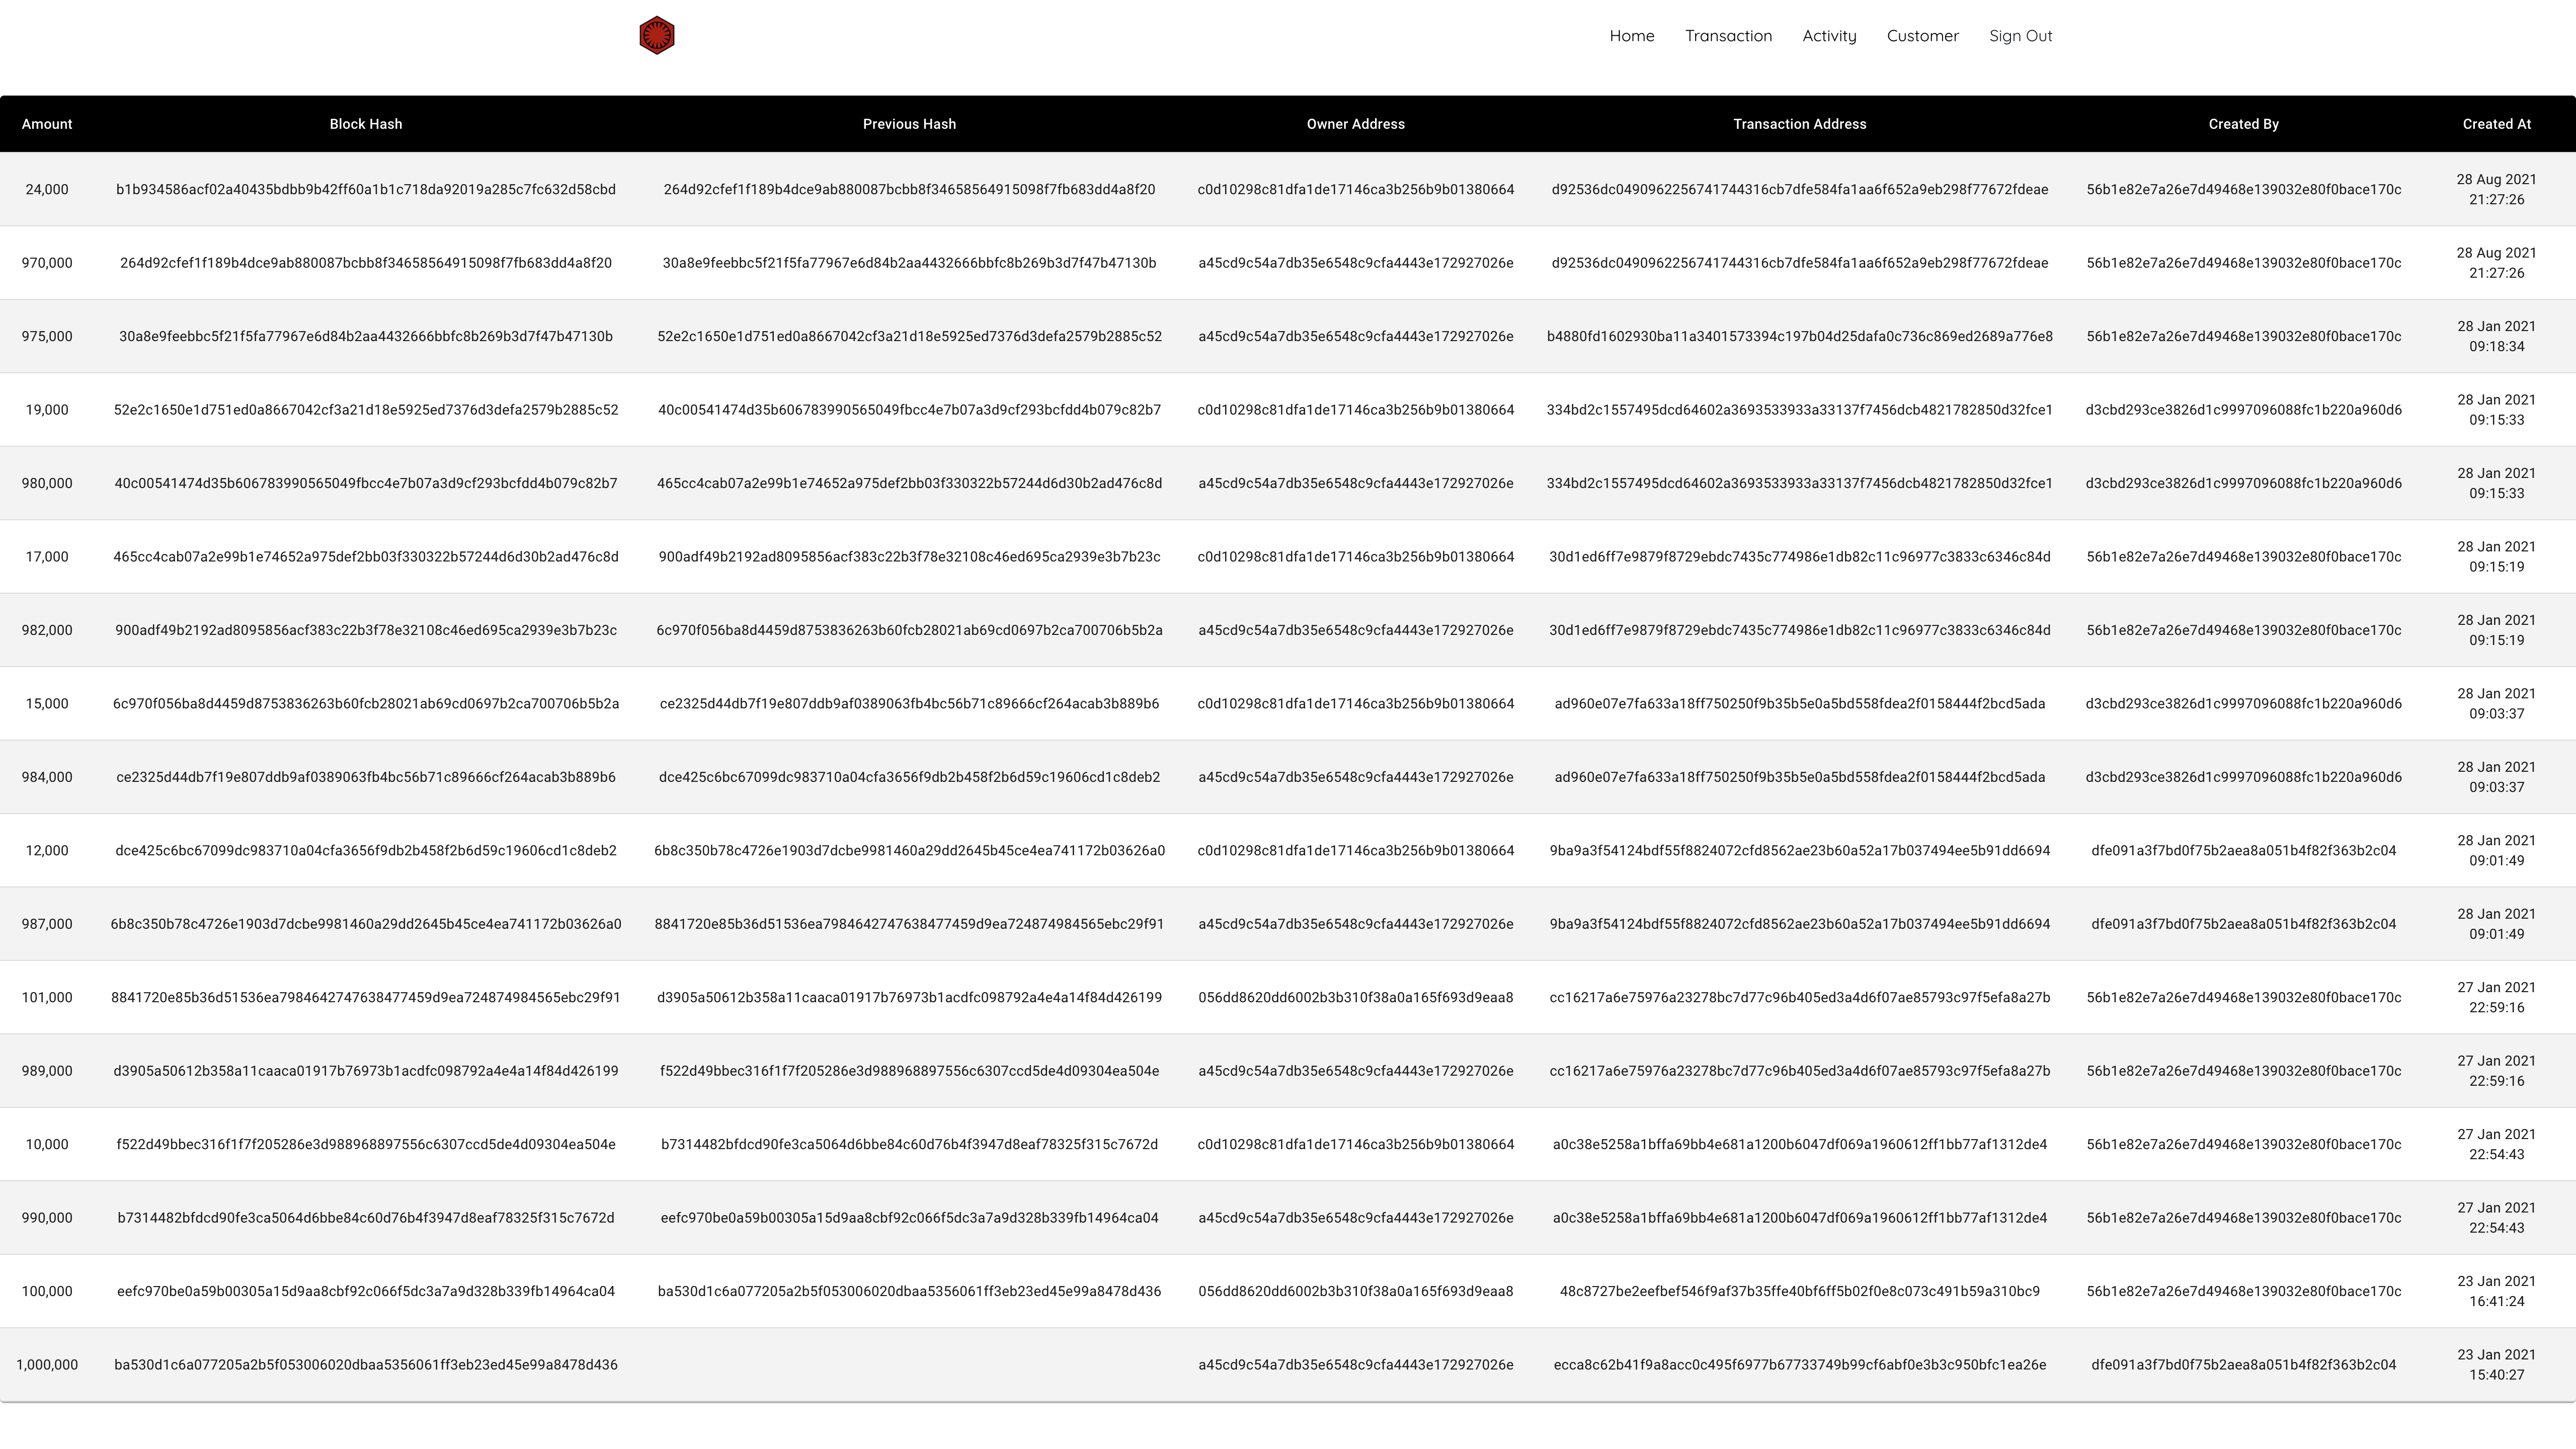 Home Transaction Activity Customer Sign Out
Amount Block Hash Previous Hash Owner Address Transaction Address Created By Created At
24,000 b1b934586acf02a40435bdbb9b42ff60a1b1c718da92019a285c7fc632d58cbd 264d92cfef1f189b4dce9ab880087bcbb8f34658564915098f7fb683dd4a8f20 c0d10298c81dfa1de17146ca3b256b9b01380664 d92536dc0490962256741744316cb7dfe584fa1aa6f652a9eb298f77672fdeae 56b1e82e7a26e7d49468e139032e80f0bace170c 28 Aug 2021
21:27:26
970,000 264d92cfef1f189b4dce9ab880087bcbb8f34658564915098f7fb683dd4a8f20 30a8e9feebbc5f21f5fa77967e6d84b2aa4432666bbfc8b269b3d7f47b47130b a45cd9c54a7db35e6548c9cfa4443e172927026e d92536dc0490962256741744316cb7dfe584fa1aa6f652a9eb298f77672fdeae 56b1e82e7a26e7d49468e139032e80f0bace170c 28 Aug 2021
21:27:26
975,000 30a8e9feebbc5f21f5fa77967e6d84b2aa4432666bbfc8b269b3d7f47b47130b 52e2c1650e1d751ed0a8667042cf3a21d18e5925ed7376d3defa2579b2885c52 a45cd9c54a7db35e6548c9cfa4443e172927026e b4880fd1602930ba11a3401573394c197b04d25dafa0c736c869ed2689a776e8 56b1e82e7a26e7d49468e139032e80f0bace170c 28 Jan 2021
09:18:34
19,000 52e2c1650e1d751ed0a8667042cf3a21d18e5925ed7376d3defa2579b2885c52 40c00541474d35b606783990565049fbcc4e7b07a3d9cf293bcfdd4b079c82b7 c0d10298c81dfa1de17146ca3b256b9b01380664 334bd2c1557495dcd64602a3693533933a33137f7456dcb4821782850d32fce1 d3cbd293ce3826d1c9997096088fc1b220a960d6 28 Jan 2021
09:15:33
980,000 40c00541474d35b606783990565049fbcc4e7b07a3d9cf293bcfdd4b079c82b7 465cc4cab07a2e99b1e74652a975def2bb03f330322b57244d6d30b2ad476c8d a45cd9c54a7db35e6548c9cfa4443e172927026e 334bd2c1557495dcd64602a3693533933a33137f7456dcb4821782850d32fce1 d3cbd293ce3826d1c9997096088fc1b220a960d6 28 Jan 2021
09:15:33
17,000 465cc4cab07a2e99b1e74652a975def2bb03f330322b57244d6d30b2ad476c8d 900adf49b2192ad8095856acf383c22b3f78e32108c46ed695ca2939e3b7b23c c0d10298c81dfa1de17146ca3b256b9b01380664 30d1ed6ff7e9879f8729ebdc7435c774986e1db82c11c96977c3833c6346c84d 56b1e82e7a26e7d49468e139032e80f0bace170c 28 Jan 2021
09:15:19
982,000 900adf49b2192ad8095856acf383c22b3f78e32108c46ed695ca2939e3b7b23c 6c970f056ba8d4459d8753836263b60fcb28021ab69cd0697b2ca700706b5b2a a45cd9c54a7db35e6548c9cfa4443e172927026e 30d1ed6ff7e9879f8729ebdc7435c774986e1db82c11c96977c3833c6346c84d 56b1e82e7a26e7d49468e139032e80f0bace170c 28 Jan 2021
09:15:19
15,000 6c970f056ba8d4459d8753836263b60fcb28021ab69cd0697b2ca700706b5b2a ce2325d44db7f19e807ddb9af0389063fb4bc56b71c89666cf264acab3b889b6 c0d10298c81dfa1de17146ca3b256b9b01380664 ad960e07e7fa633a18ff750250f9b35b5e0a5bd558fdea2f0158444f2bcd5ada d3cbd293ce3826d1c9997096088fc1b220a960d6 28 Jan 2021
09:03:37
984,000 ce2325d44db7f19e807ddb9af0389063fb4bc56b71c89666cf264acab3b889b6 dce425c6bc67099dc983710a04cfa3656f9db2b458f2b6d59c19606cd1c8deb2 a45cd9c54a7db35e6548c9cfa4443e172927026e ad960e07e7fa633a18ff750250f9b35b5e0a5bd558fdea2f0158444f2bcd5ada d3cbd293ce3826d1c9997096088fc1b220a960d6 28 Jan 2021
09:03:37
12,000 dce425c6bc67099dc983710a04cfa3656f9db2b458f2b6d59c19606cd1c8deb2 6b8c350b78c4726e1903d7dcbe9981460a29dd2645b45ce4ea741172b03626a0 c0d10298c81dfa1de17146ca3b256b9b01380664 9ba9a3f54124bdf55f8824072cfd8562ae23b60a52a17b037494ee5b91dd6694 dfe091a3f7bd0f75b2aea8a051b4f82f363b2c04 28 Jan 2021
09:01:49
987,000 6b8c350b78c4726e1903d7dcbe9981460a29dd2645b45ce4ea741172b03626a0 8841720e85b36d51536ea7984642747638477459d9ea724874984565ebc29f91 a45cd9c54a7db35e6548c9cfa4443e172927026e 9ba9a3f54124bdf55f8824072cfd8562ae23b60a52a17b037494ee5b91dd6694 dfe091a3f7bd0f75b2aea8a051b4f82f363b2c04 28 Jan 2021
09:01:49
101,000 8841720e85b36d51536ea7984642747638477459d9ea724874984565ebc29f91 d3905a50612b358a11caaca01917b76973b1acdfc098792a4e4a14f84d426199 056dd8620dd6002b3b310f38a0a165f693d9eaa8 cc16217a6e75976a23278bc7d77c96b405ed3a4d6f07ae85793c97f5efa8a27b 56b1e82e7a26e7d49468e139032e80f0bace170c 27 Jan 2021
22:59:16
989,000 d3905a50612b358a11caaca01917b76973b1acdfc098792a4e4a14f84d426199 f522d49bbec316f1f7f205286e3d988968897556c6307ccd5de4d09304ea504e a45cd9c54a7db35e6548c9cfa4443e172927026e cc16217a6e75976a23278bc7d77c96b405ed3a4d6f07ae85793c97f5efa8a27b 56b1e82e7a26e7d49468e139032e80f0bace170c 27 Jan 2021
22:59:16
10,000 f522d49bbec316f1f7f205286e3d988968897556c6307ccd5de4d09304ea504e b7314482bfdcd90fe3ca5064d6bbe84c60d76b4f3947d8eaf78325f315c7672d c0d10298c81dfa1de17146ca3b256b9b01380664 a0c38e5258a1bffa69bb4e681a1200b6047df069a1960612ff1bb77af1312de4 56b1e82e7a26e7d49468e139032e80f0bace170c 27 Jan 2021
22:54:43
990,000 b7314482bfdcd90fe3ca5064d6bbe84c60d76b4f3947d8eaf78325f315c7672d eefc970be0a59b00305a15d9aa8cbf92c066f5dc3a7a9d328b339fb14964ca04 a45cd9c54a7db35e6548c9cfa4443e172927026e a0c38e5258a1bffa69bb4e681a1200b6047df069a1960612ff1bb77af1312de4 56b1e82e7a26e7d49468e139032e80f0bace170c 27 Jan 2021
22:54:43
100,000 eefc970be0a59b00305a15d9aa8cbf92c066f5dc3a7a9d328b339fb14964ca04 ba530d1c6a077205a2b5f053006020dbaa5356061ff3eb23ed45e99a8478d436 056dd8620dd6002b3b310f38a0a165f693d9eaa8 48c8727be2eefbef546f9af37b35ffe40bf6ff5b02f0e8c073c491b59a310bc9 56b1e82e7a26e7d49468e139032e80f0bace170c 23 Jan 2021
16:41:24
1,000,000 ba530d1c6a077205a2b5f053006020dbaa5356061ff3eb23ed45e99a8478d436 a45cd9c54a7db35e6548c9cfa4443e172927026e ecca8c62b41f9a8acc0c495f6977b67733749b99cf6abf0e3b3c950bfc1ea26e dfe091a3f7bd0f75b2aea8a051b4f82f363b2c04 23 Jan 2021
15:40:27